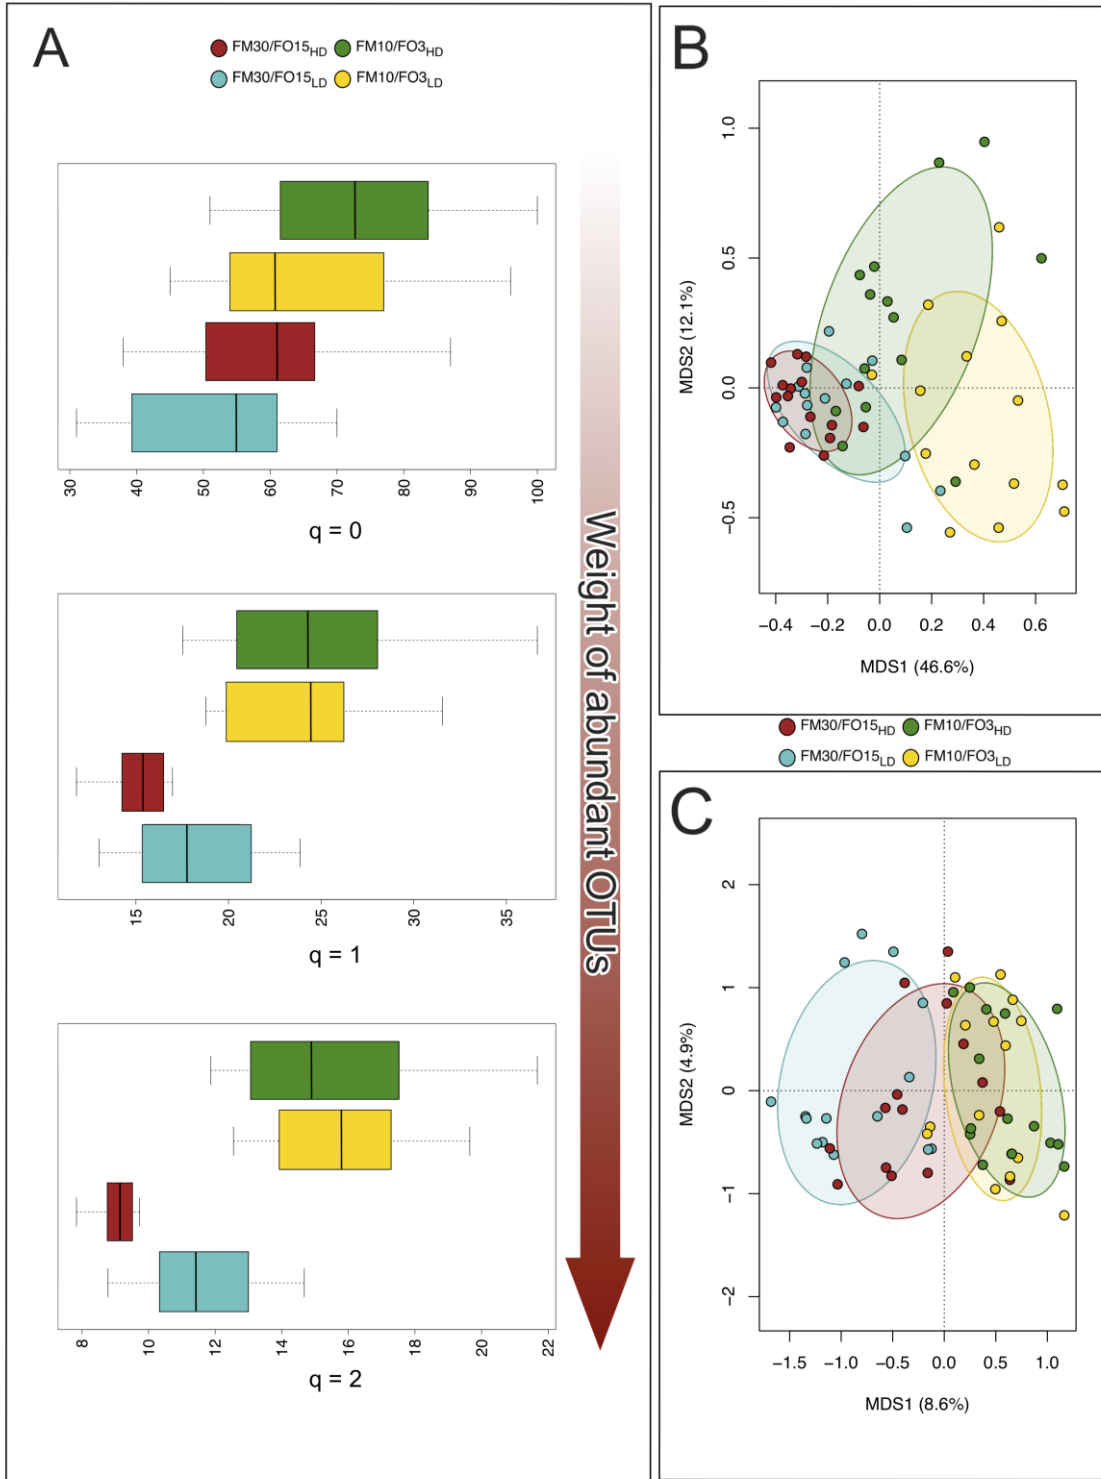 A
FM30/FO15HD FM10/FO3HD
FM30/FO15LD FM10/FO3LD
30 40 50 60 70 80 90 100
q = 0
15 20 25 30 35
q = 1
8 10 12 14 16 18 20 22
q = 2
Weight of abundant OTUs
B
1.0
0.5
0.0
−0.5
MDS2 (12.1%)
−0.4 −0.2 0.0 0.2 0.4 0.6
MDS1 (46.6%)
FM30/FO15HD FM10/FO3HD
FM30/FO15LD FM10/FO3LD
C
2
1
0
−1
−2
MDS2 (4.9%)
−1.5 −1.0 −0.5 0.0 0.5 1.0
MDS1 (8.6%)